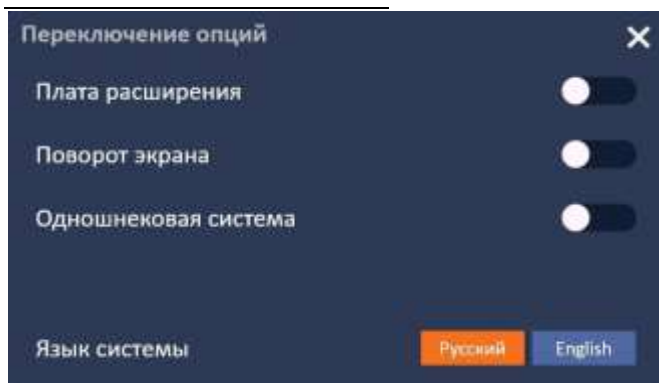 Переключение опций
Плата расширения
Поворот экрана
Одношнековая система
Язык системы Русский English